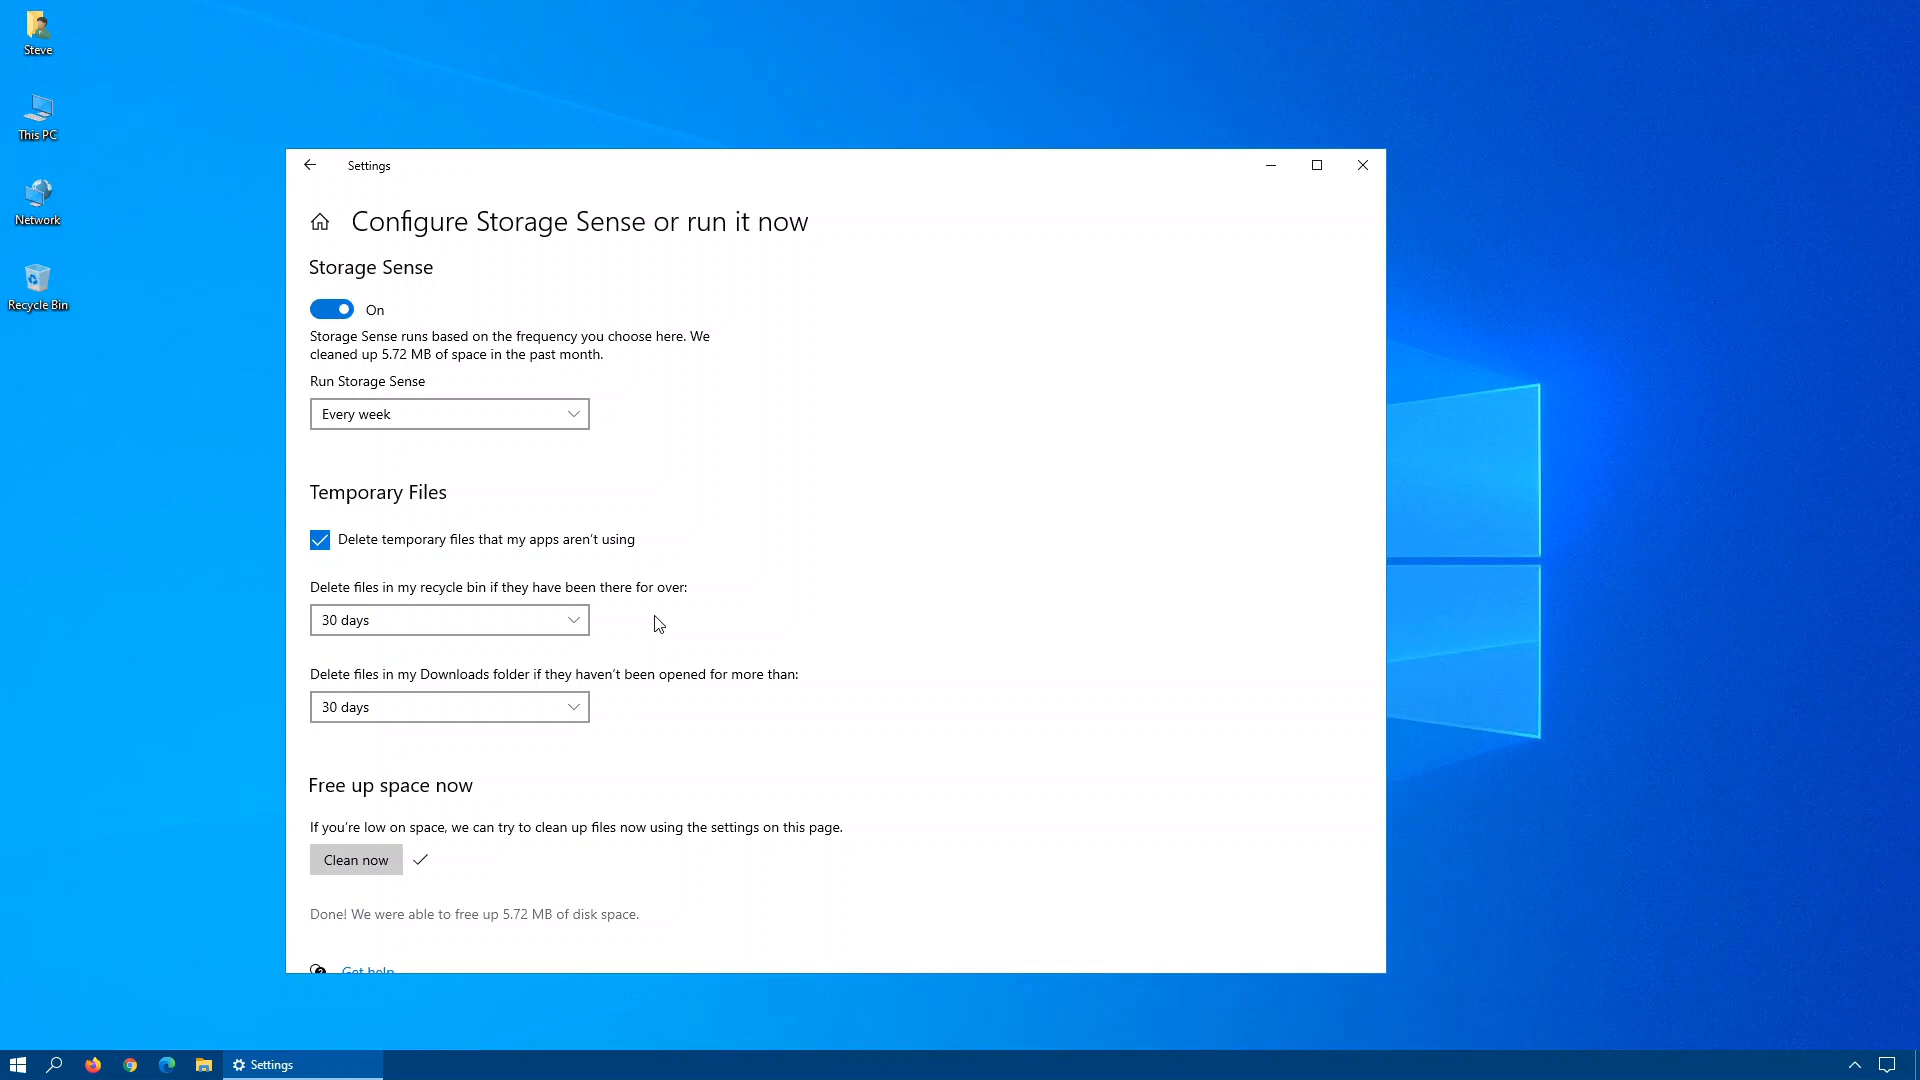 Steve
This PC
Network
Recycle Bin
Settings
Configure Storage Sense or run it now
Storage Sense
On
Storage Sense runs based on the frequency you choose here. We
cleaned up 5.72 MB of space in the past month.
Run Storage Sense
Every week
Temporary Files
Delete temporary files that my apps aren't using
Delete files in my recycle bin if they have been there for over:
30 days
Delete files in my Downloads folder if they haven't been opened for more than:
30 days
Free up space now
If you're low on space, we can try to clean up files now using the settings on this page.
Clean now
Done! We were able to free up 5.72 MB of disk space.
Get help
Settings